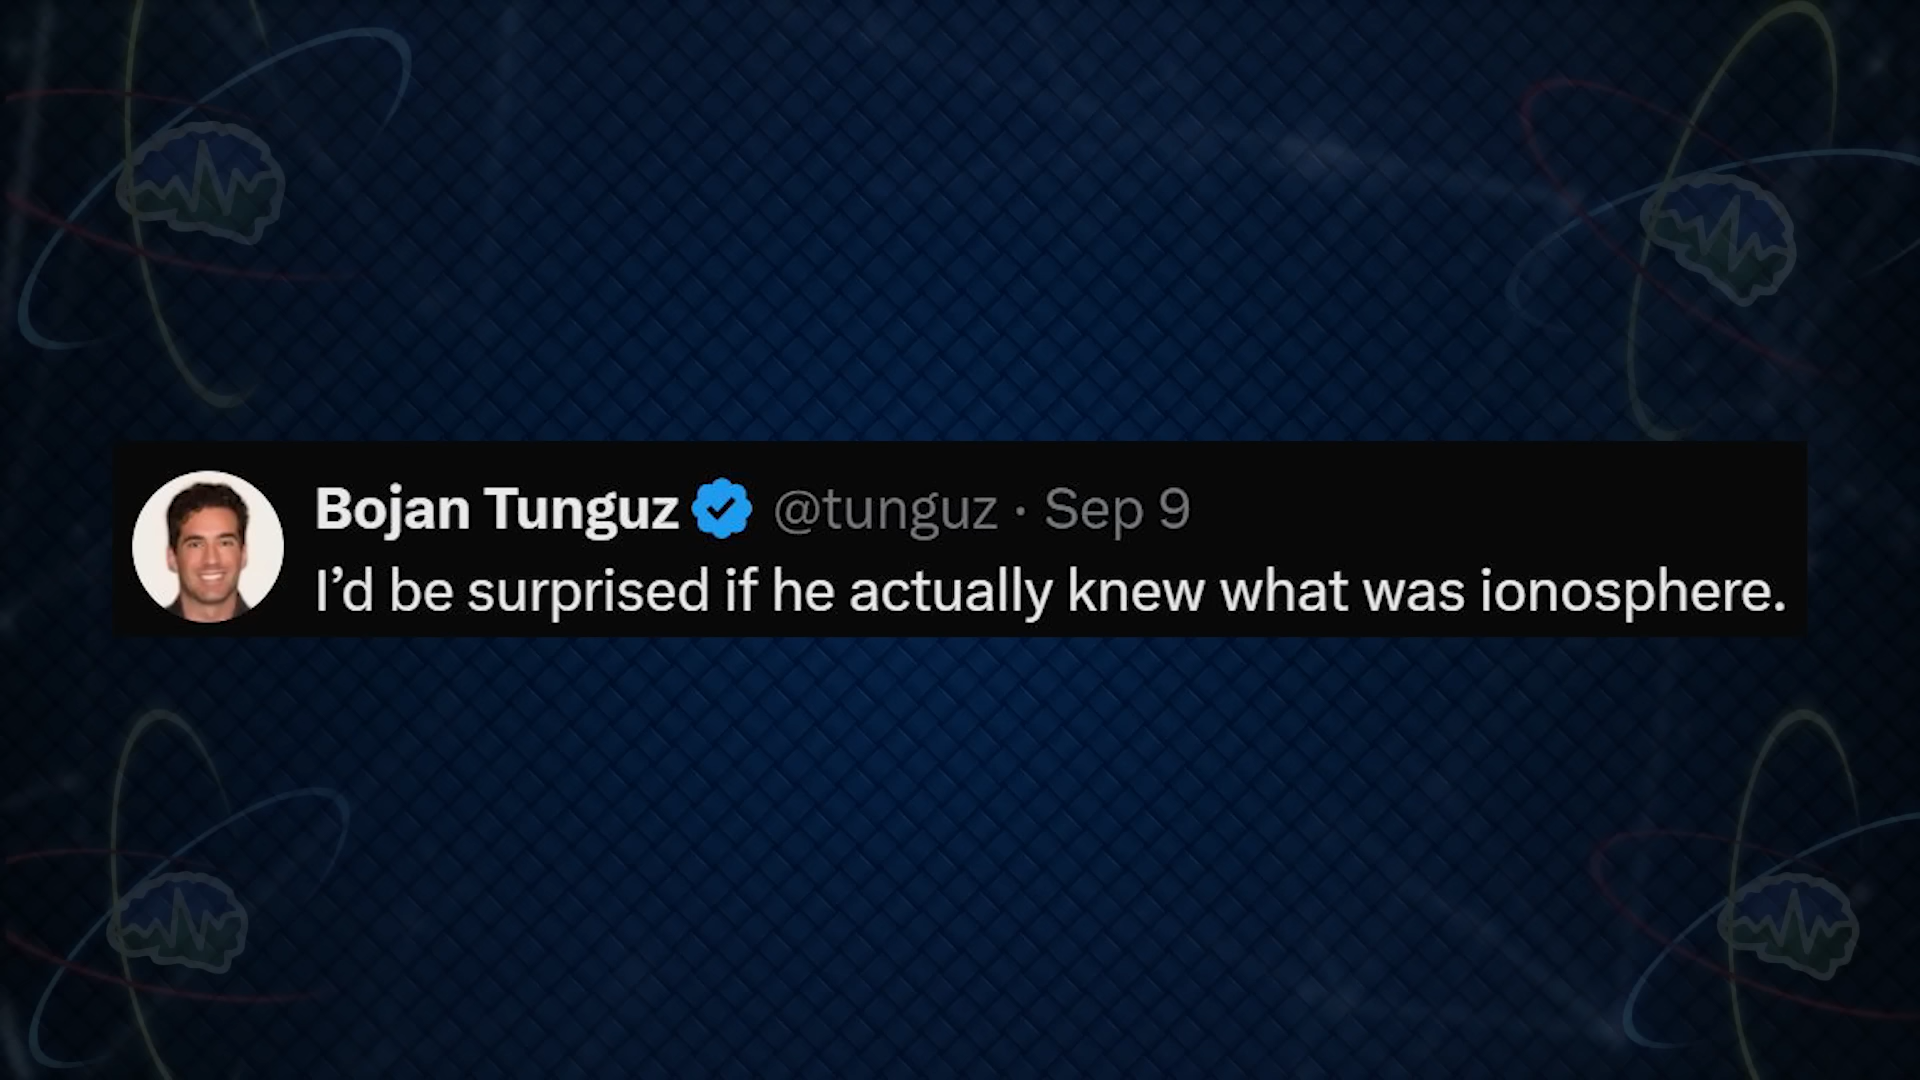 Bojan Tunguz @tunguz · Sep 9
I’d be surprised if he actually knew what was ionosphere.